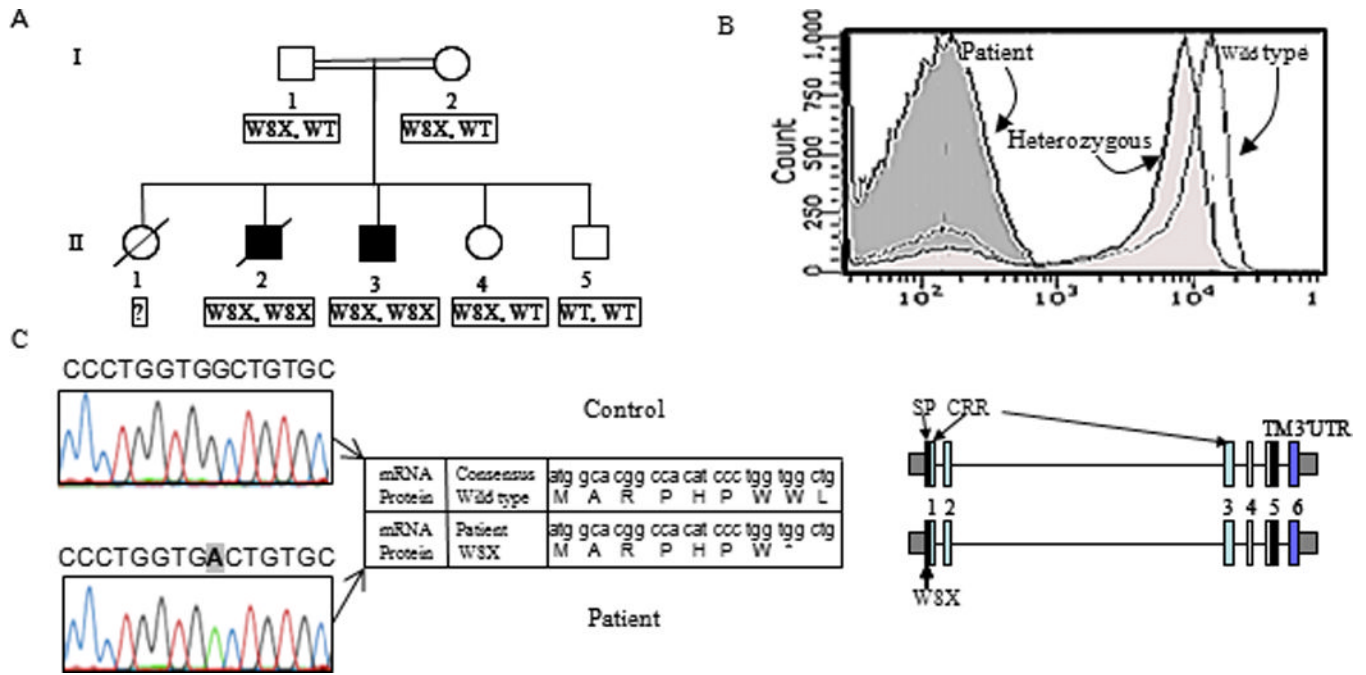 A
I
1
2
W8X. WT
W8X. WT
II
1
2
3
4
5
?
W8X. W8X
W8X. W8X
W8X. WT
WT. WT
B
1,000
750
500
250
0
Count
Patient
Wild type
Heterozygous
10²
10³
10⁴
1
C
CCCTGGTGGCTGTGC
CCCTGGTGACTGTGC
Control
mRNA Consensus atg gca cgg cca cat ccc tgg tgg ctg
Protein Wild type M A R P H P W W L
mRNA Patient atg gca cgg cca cat ccc tgg tgg ctg
Protein W8X M A R P H P W -
Patient
SP CRR
TM 3'UTR
1 2 3 4 5 6
W8X